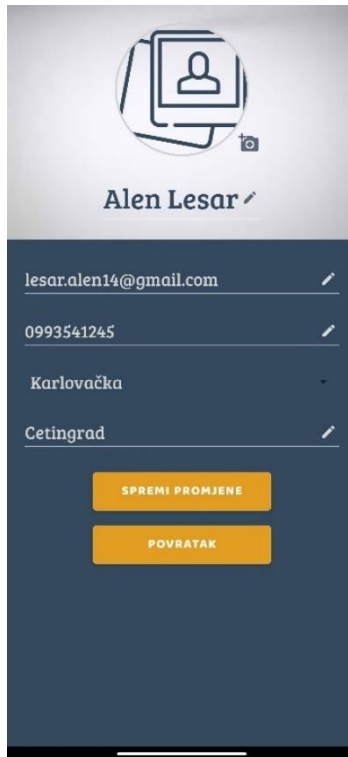 Alen Lesar
lesar.alen14@gmail.com
0993541245
Karlovačka
Cetingrad
SPREMI PROMJENE
POVRATAK